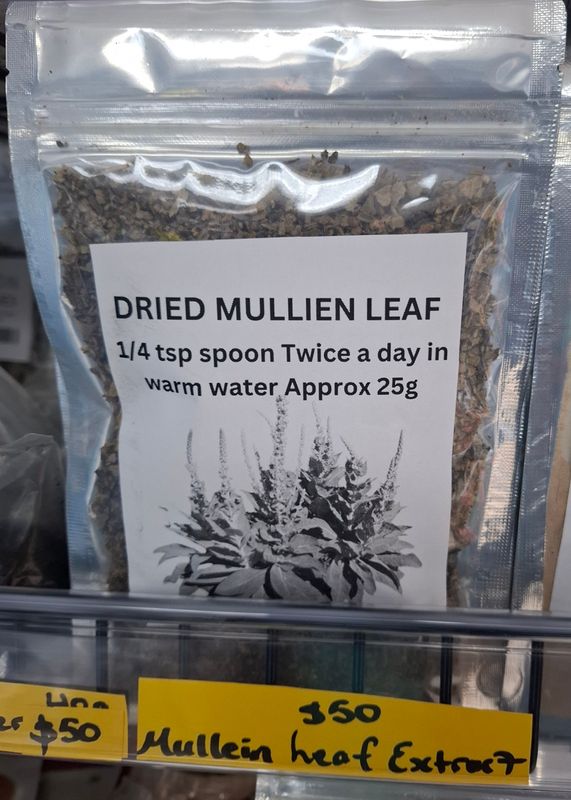 DRIED MULLIEN LEAF
1/4 tsp spoon Twice a day in
warm water Approx 25g
$50
$50
Mullein Leaf Extract